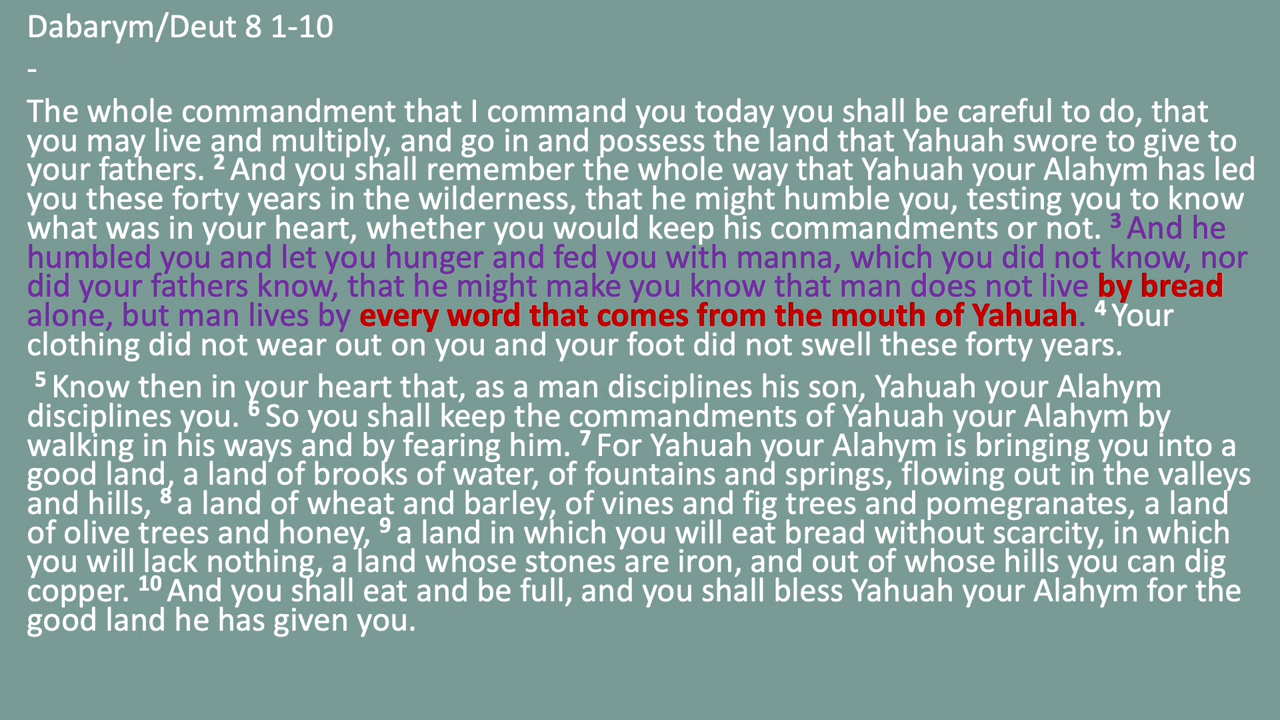 Dabarym/Deut 8 1-10
-
The whole commandment that I command you today you shall be careful to do, that
you may live and multiply, and go in and possess the land that Yahuah swore to give to
your fathers. 2 And you shall remember the whole way that Yahuah your Alahym has led
you these forty years in the wilderness, that he might humble you, testing you to know
what was in your heart, whether you would keep his commandments or not. 3 And he
humbled you and let you hunger and fed you with manna, which you did not know, nor
did your fathers know, that he might make you know that man does not live by bread
alone, but man lives by every word that comes from the mouth of Yahuah. 4 Your
clothing did not wear out on you and your foot did not swell these forty years.
5 Know then in your heart that, as a man disciplines his son, Yahuah your Alahym
disciplines you. 6 So you shall keep the commandments of Yahuah your Alahym by
walking in his ways and by fearing him. 7 For Yahuah your Alahym is bringing you into a
good land, a land of brooks of water, of fountains and springs, flowing out in the valleys
and hills, 8 a land of wheat and barley, of vines and fig trees and pomegranates, a land
of olive trees and honey, 9 a land in which you will eat bread without scarcity, in which
you will lack nothing, a land whose stones are iron, and out of whose hills you can dig
copper. 10 And you shall eat and be full, and you shall bless Yahuah your Alahym for the
good land he has given you.